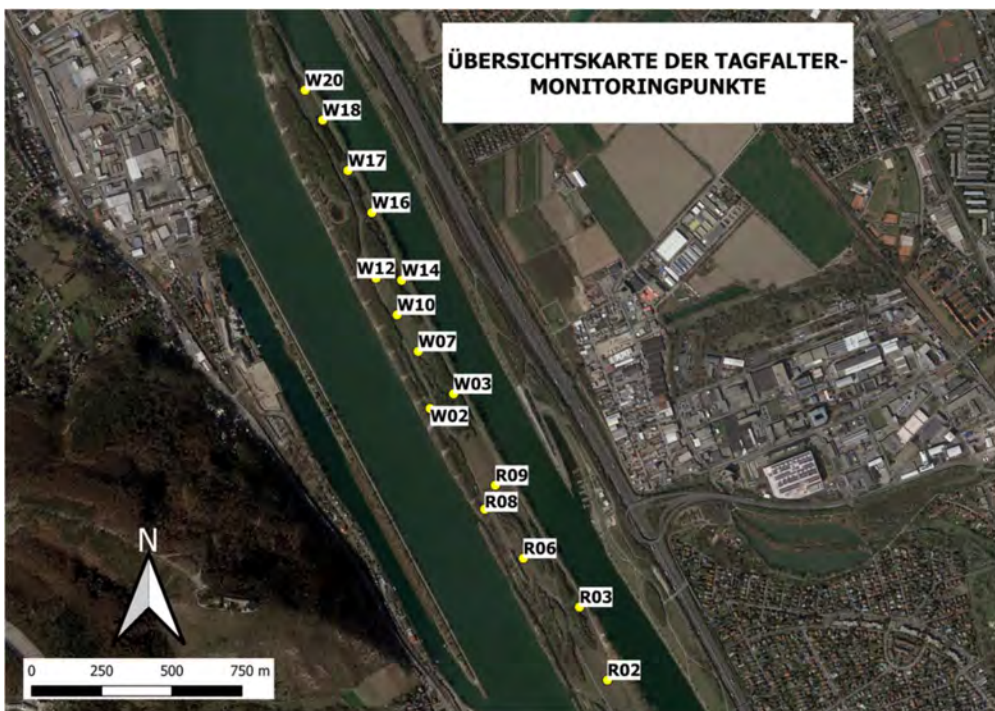 ÜBERSICHTSKARTE DER TAGFALTER-
MONITORINGPUNKTE
W20
W18
W17
W16
W12
W14
W10
W07
W03
W02
R09
R08
R06
R03
R02
N
0 250 500 750 m